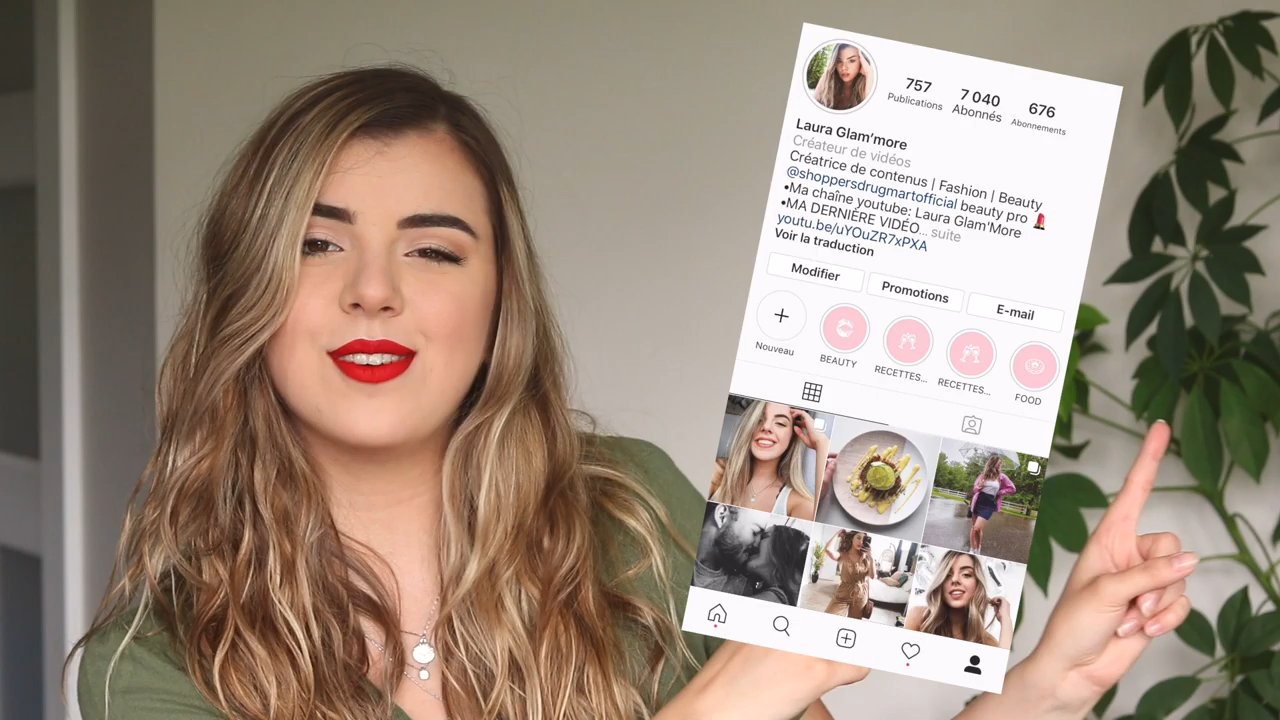 757
Publications
7 040
Abonnés
676
Abonnements
Laura Glam’more
Créateur de vidéos
Créatrice de contenus | Fashion | Beauty
@shoppersdrugmartofficial beauty pro
•Ma chaîne youtube: Laura Glam'More
•MA DERNIÈRE VIDÉO... suite
youtu.be/uYOuZR7xPXA
Voir la traduction
Modifier
Promotions
E-mail
Nouveau
BEAUTY
RECETTES...
RECETTES...
FOOD